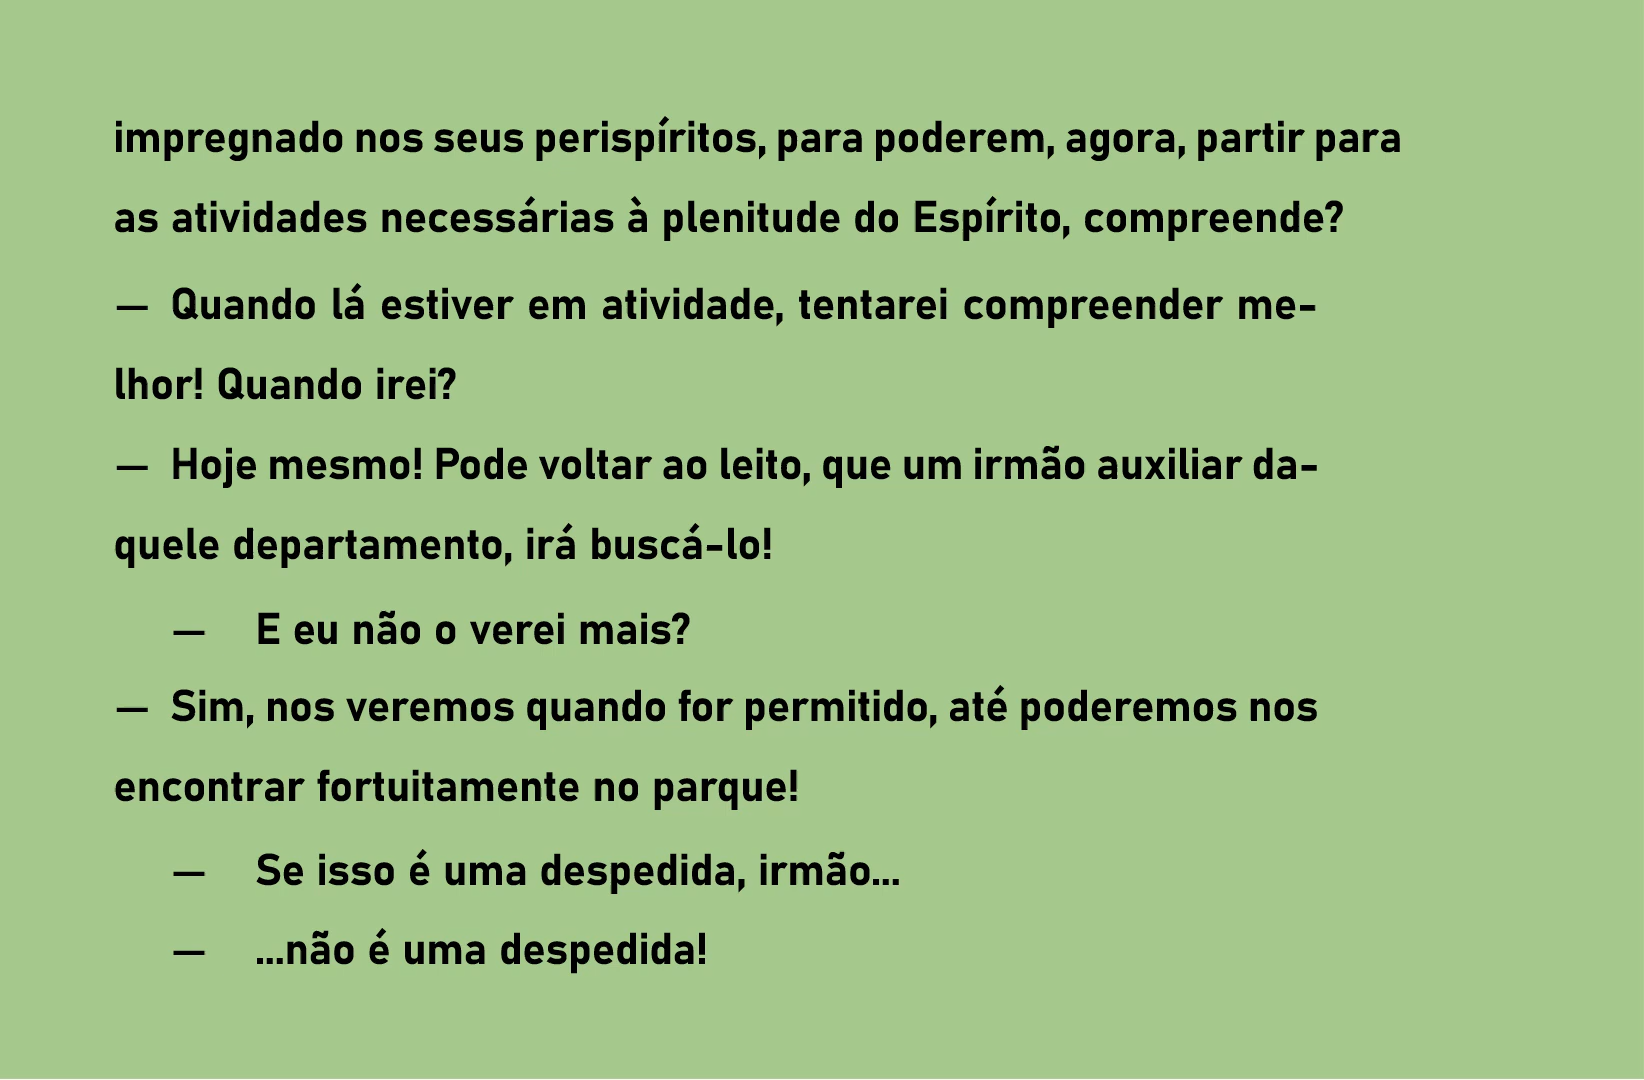 impregnado nos seus perispíritos, para poderem, agora, partir para
as atividades necessárias à plenitude do Espírito, compreende?
— Quando lá estiver em atividade, tentarei compreender me-
lhor! Quando irei?
— Hoje mesmo! Pode voltar ao leito, que um irmão auxiliar da-
quele departamento, irá buscá-lo!
— E eu não o verei mais?
— Sim, nos veremos quando for permitido, até poderemos nos
encontrar fortuitamente no parque!
— Se isso é uma despedida, irmão...
— ...não é uma despedida!